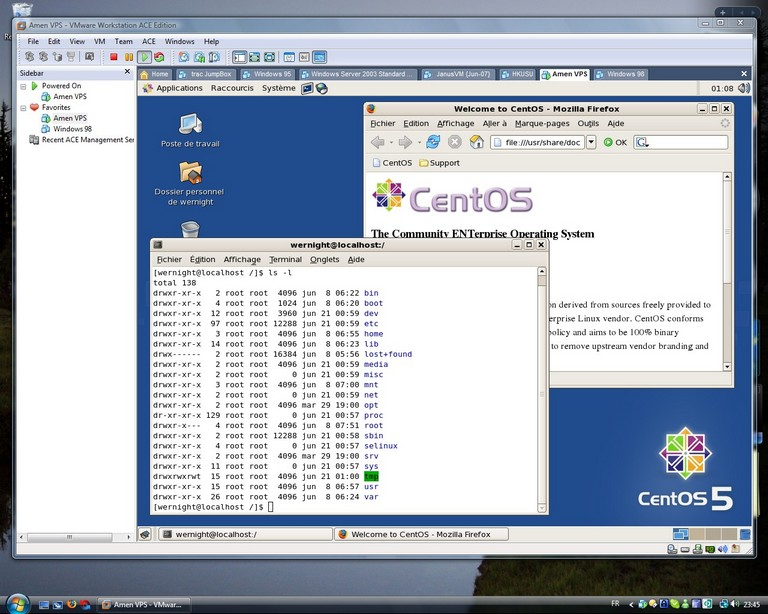 Amen VPS - VMware Workstation ACE Edition
File Edit View VM Team ACE Windows Help
Sidebar
Powered On
Amen VPS
Favorites
Amen VPS
Windows 98
Recent ACE Management Ser
Home trac JumpBox Windows 95 Windows Server 2003 Standard ... JanusVM (Jun-07) HKUSU Amen VPS Windows 98
Applications Raccourcis Système 01:08
Poste de travail
Dossier personnel
de wernight
Welcome to CentOS - Mozilla Firefox
Fichier Edition Affichage Aller à Marque-pages Outils Aide
file:///usr/share/doc OK
CentOS Support
CentOS
The Community ENTerprise Operating System
on derived from sources freely provided to
erprise Linux vendor. CentOS conforms
policy and aims to be 100% binary
to remove upstream vendor branding and
wernight@localhost:/
Fichier Édition Affichage Terminal Onglets Aide
[wernight@localhost /]$ ls -l
total 138
drwxr-xr-x 2 root root 4096 jun 8 06:22 bin
drwxr-xr-x 4 root root 1024 jun 8 06:20 boot
drwxr-xr-x 12 root root 3960 jun 21 00:59 dev
drwxr-xr-x 97 root root 12288 jun 21 00:59 etc
drwxr-xr-x 3 root root 4096 jun 8 06:55 home
drwxr-xr-x 14 root root 4096 jun 8 06:23 lib
drwx------ 2 root root 16384 jun 8 05:56 lost+found
drwxr-xr-x 2 root root 4096 jun 21 00:59 media
drwxr-xr-x 2 root root 0 jun 21 00:59 misc
drwxr-xr-x 3 root root 4096 jun 8 07:00 mnt
drwxr-xr-x 2 root root 0 jun 21 00:59 net
drwxr-xr-x 2 root root 4096 mar 29 19:00 opt
dr-xr-xr-x 129 root root 0 jun 21 00:57 proc
drwxr-x--- 4 root root 4096 jun 8 07:51 root
drwxr-xr-x 2 root root 12288 jun 21 00:58 sbin
drwxr-xr-x 4 root root 0 jun 21 00:57 selinux
drwxr-xr-x 2 root root 4096 mar 29 19:00 srv
drwxr-xr-x 11 root root 0 jun 21 00:57 sys
drwxrwxrwt 15 root root 4096 jun 21 01:00 tmp
drwxr-xr-x 15 root root 4096 jun 8 06:57 usr
drwxr-xr-x 26 root root 4096 jun 8 06:24 var
[wernight@localhost /]$
CentOS 5
wernight@localhost:/ Welcome to CentOS - Mozilla Firefox
Amen VPS - VMwar... FR 23:45